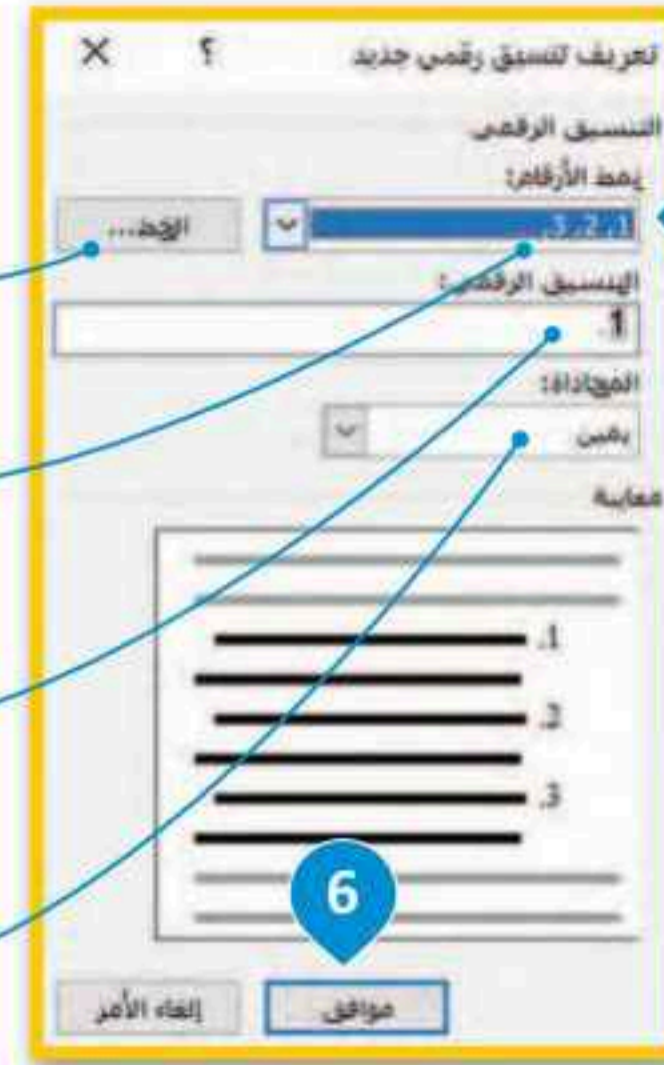 تعريف تنسيق رقمي جديد ؟ ×
التنسيق الرقمي
نمط الأرقام:
1, 2, 3, الخط...
التنسيق الرقمي:
1.
المحاذاة:
يمين
معاينة
1.
2.
3.
6
موافق إلغاء الأمر